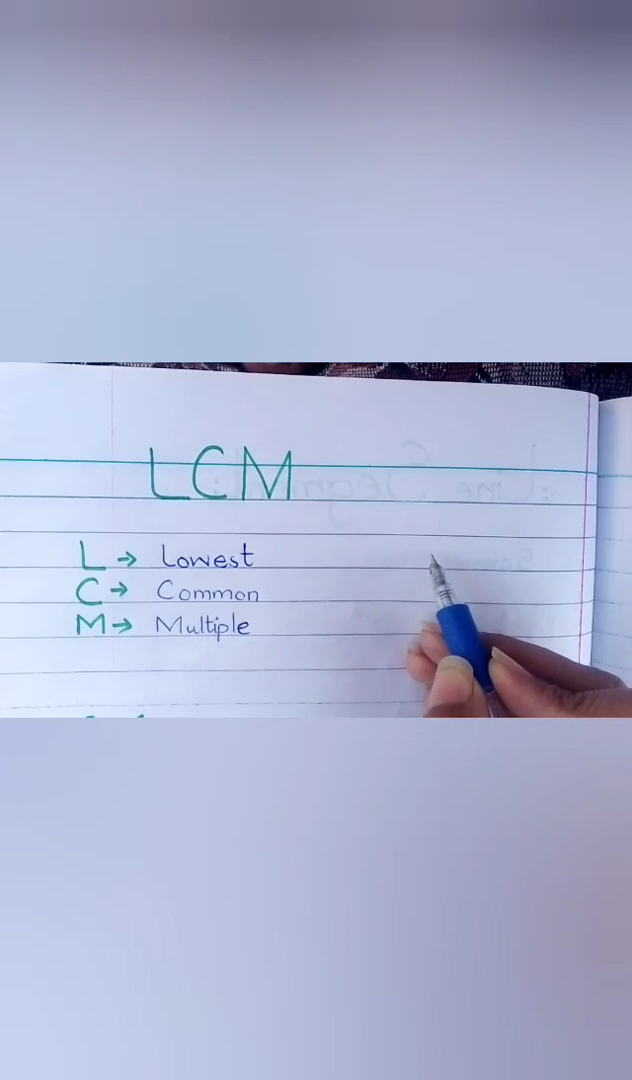 LCM
L → Lowest
C → Common
M → Multiple